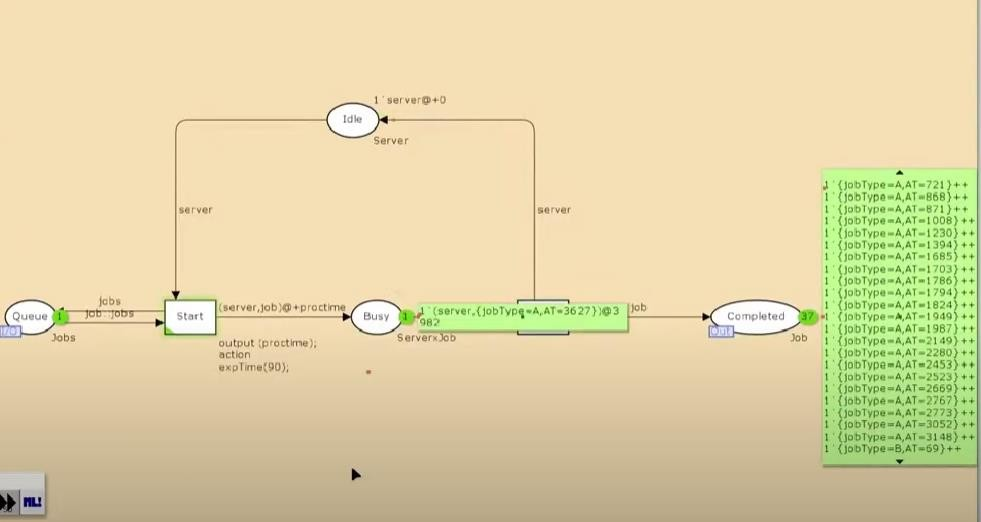 1`server@+0
Idle
Server
server
server
1`{jobType=A,AT=721}++
1`{jobType=A,AT=868}++
1`{jobType=A,AT=871}++
1`{jobType=A,AT=1008}++
1`{jobType=A,AT=1230}++
1`{jobType=A,AT=1394}++
1`{jobType=A,AT=1685}++
1`{jobType=A,AT=1703}++
1`{jobType=A,AT=1786}++
1`{jobType=A,AT=1794}++
1`{jobType=A,AT=1824}++
1`{jobType=A,AT=1949}++
1`{jobType=A,AT=1987}++
1`{jobType=A,AT=2149}++
1`{jobType=A,AT=2280}++
1`{jobType=A,AT=2453}++
1`{jobType=A,AT=2523}++
1`{jobType=A,AT=2669}++
1`{jobType=A,AT=2767}++
1`{jobType=A,AT=2773}++
1`{jobType=A,AT=3052}++
1`{jobType=A,AT=3148}++
1`{jobType=B,AT=69}++
jobs
job::jobs
Queue
1
I/O
Jobs
Start
(server,job)@+proctime
output (proctime);
action
expTime(90);
Busy
1
ServerxJob
1`(server,{jobType=A,AT=3627})@3
982
job
Completed
37
Out
Job
ML!